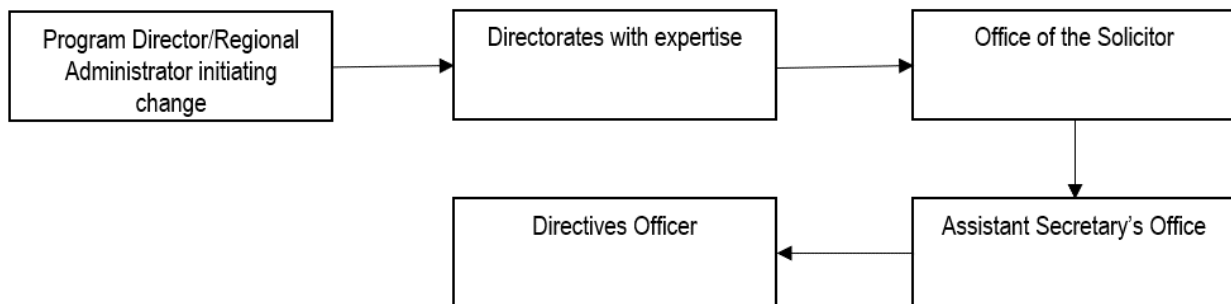 Program Director/Regional
Administrator initiating
change
Directorates with expertise
Office of the Solicitor
Assistant Secretary’s Office
Directives Officer